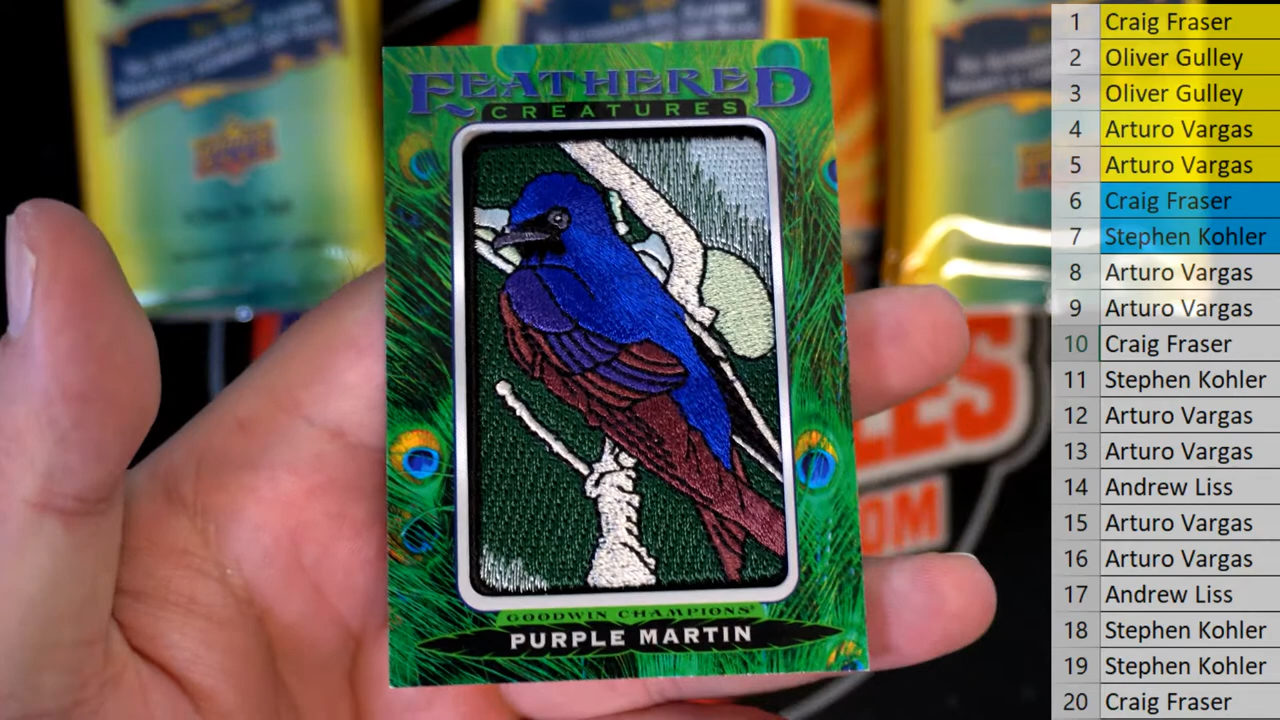 FEATHERED
CREATURES
GOODWIN CHAMPIONS
PURPLE MARTIN
1 Craig Fraser
2 Oliver Gulley
3 Oliver Gulley
4 Arturo Vargas
5 Arturo Vargas
6 Craig Fraser
7 Stephen Kohler
8 Arturo Vargas
9 Arturo Vargas
10 Craig Fraser
11 Stephen Kohler
12 Arturo Vargas
13 Arturo Vargas
14 Andrew Liss
15 Arturo Vargas
16 Arturo Vargas
17 Andrew Liss
18 Stephen Kohler
19 Stephen Kohler
20 Craig Fraser